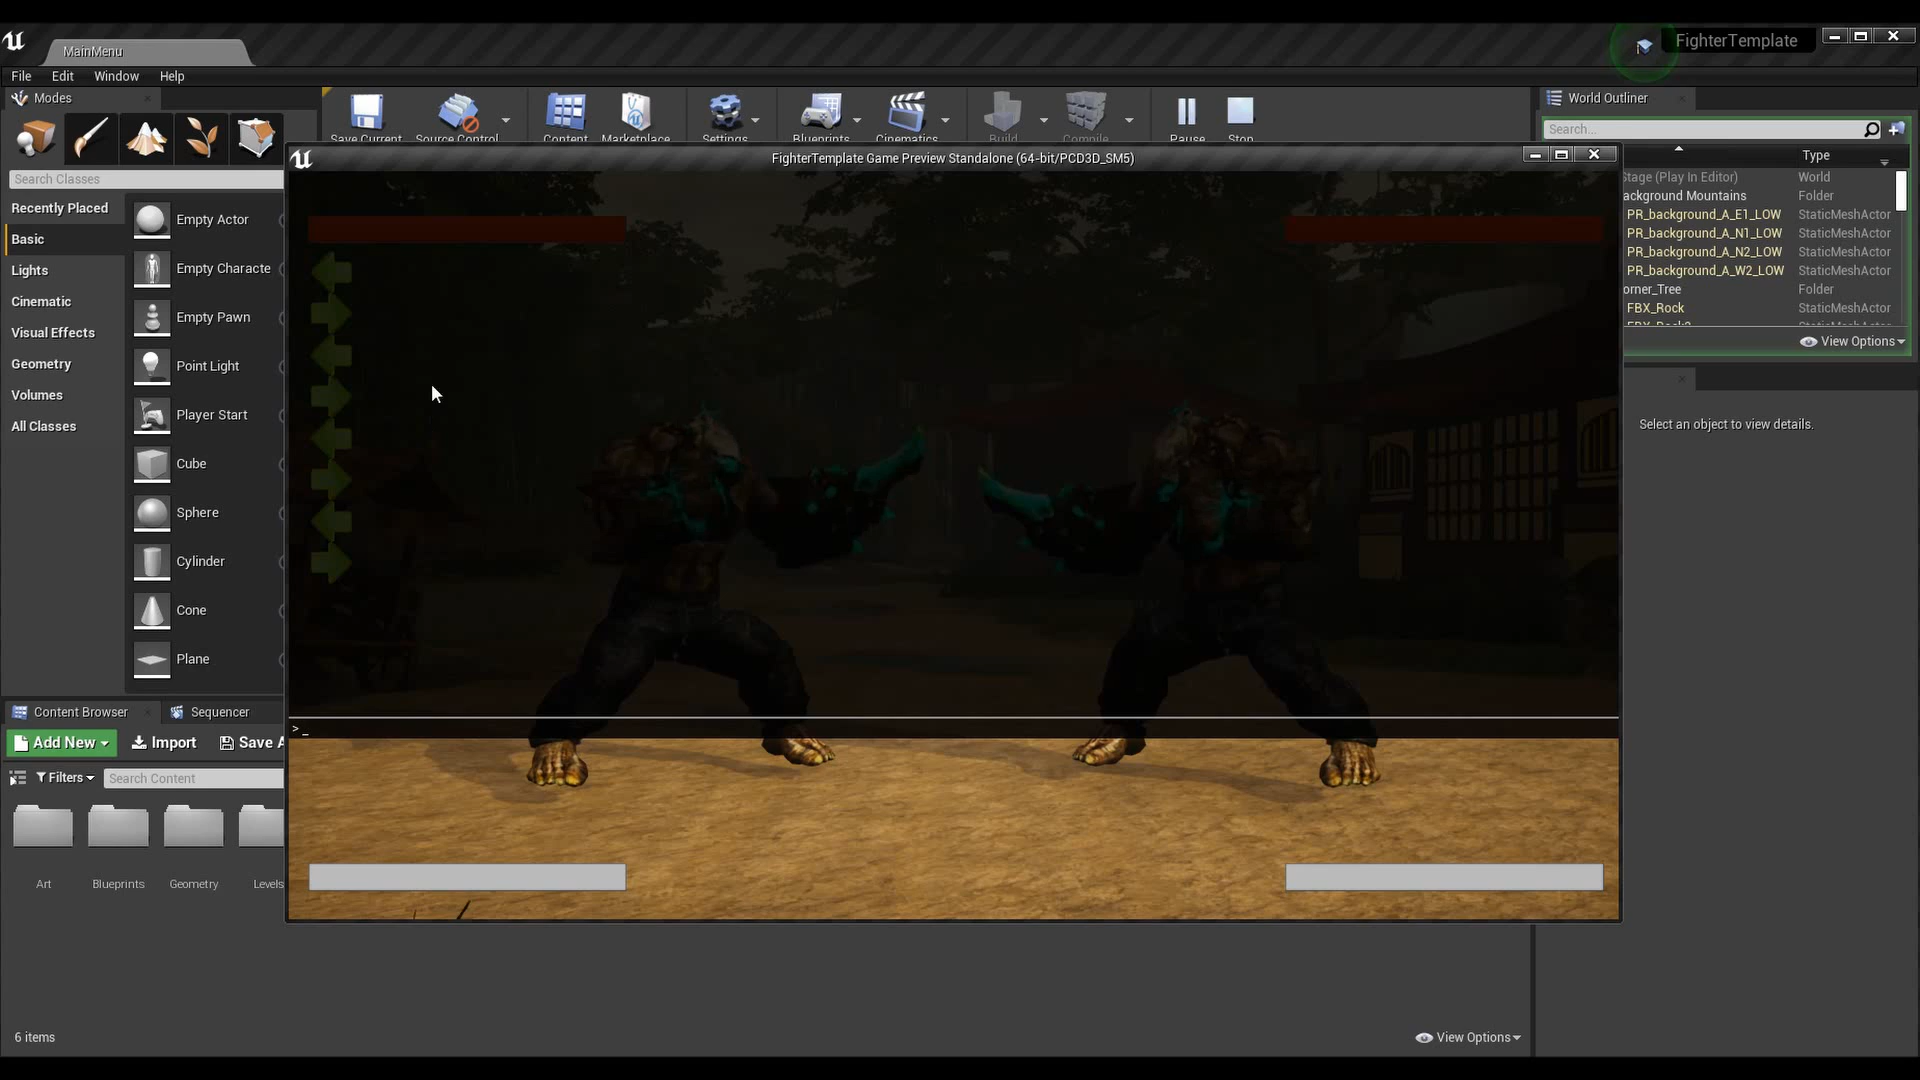 MainMenu
FighterTemplate
File Edit Window Help
Modes
Search Classes
Recently Placed
Basic
Lights
Cinematic
Visual Effects
Geometry
Volumes
All Classes
Empty Actor
Empty Characte
Empty Pawn
Point Light
Player Start
Cube
Sphere
Cylinder
Cone
Plane
Save Current
Source Control
Content
Marketplace
Settings
Blueprints
Cinematics
Build
Compile
Pause
Stop
FighterTemplate Game Preview Standalone (64-bit/PCD3D_SM5)
>_
World Outliner
Search...
Type
Stage (Play In Editor) World
ackground Mountains Folder
PR_background_A_E1_LOW StaticMeshActor
PR_background_A_N1_LOW StaticMeshActor
PR_background_A_N2_LOW StaticMeshActor
PR_background_A_W2_LOW StaticMeshActor
orner_Tree Folder
FBX_Rock StaticMeshActor
View Options
Select an object to view details.
Content Browser
Sequencer
Add New Import Save A
Filters Search Content
Art Blueprints Geometry Levels
6 items
View Options